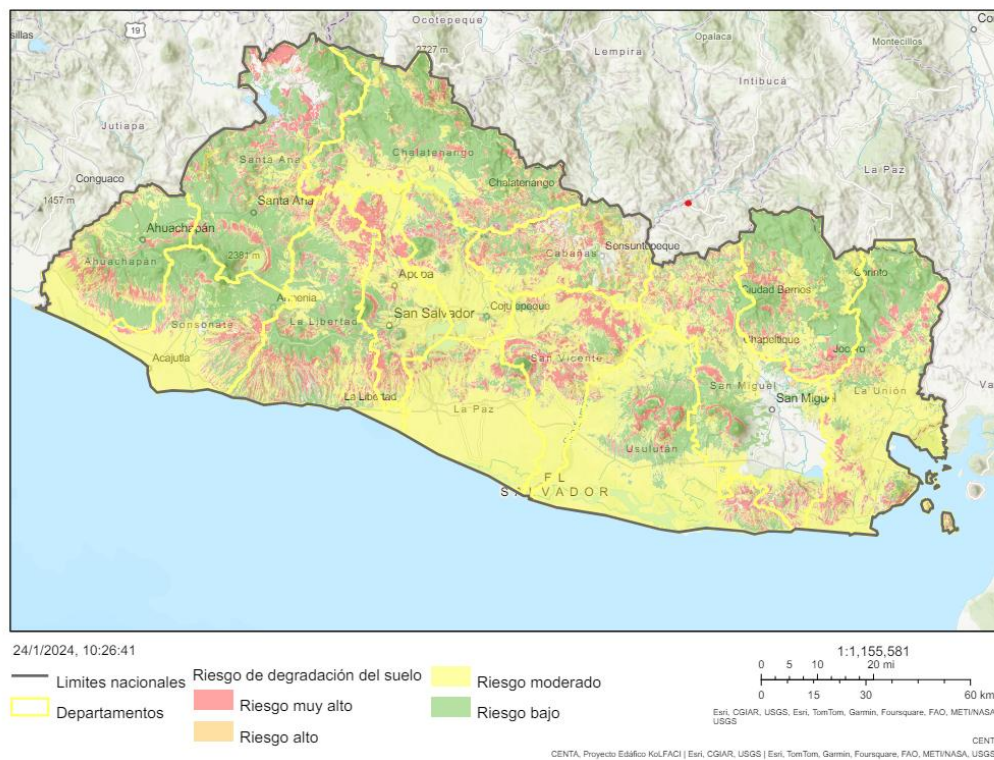 Ocotepeque
sillas
19
2727 m
Lempira
Opalaca
Montecillos
Intibucá
Jutiapa
Chalatenango
Santa Ana
La Paz
Conguaco
Chalatenango
1457 m
Santa Ana
Sonsuntepeque
Cabañas
Ahuachapán
2381 m
Corinto
Ahuachapán
Apopa
Ciudad Barrios
Armonia
Cojutepeque
La Libertad
San Salvador
Sonsonate
Chapeltique
Acajutla
San Vicente
Jocoro
San Miguel
La Unión
La Libertad
La Paz
San Miguel
Usulután
EL
SALVADOR
24/1/2024, 10:26:41
Limites nacionales
Departamentos
Riesgo de degradación del suelo
Riesgo muy alto
Riesgo alto
Riesgo moderado
Riesgo bajo
1:1,155,581
0 5 10 20 mi
0 15 30 60 km
Esri, CGIAR, USGS, Esri, TomTom, Garmin, Foursquare, FAO, METI/NASA,
USGS
CENT
CENTA, Proyecto Edáfico KoLFACI | Esri, CGIAR, USGS | Esri, TomTom, Garmin, Foursquare, FAO, METI/NASA, USGS